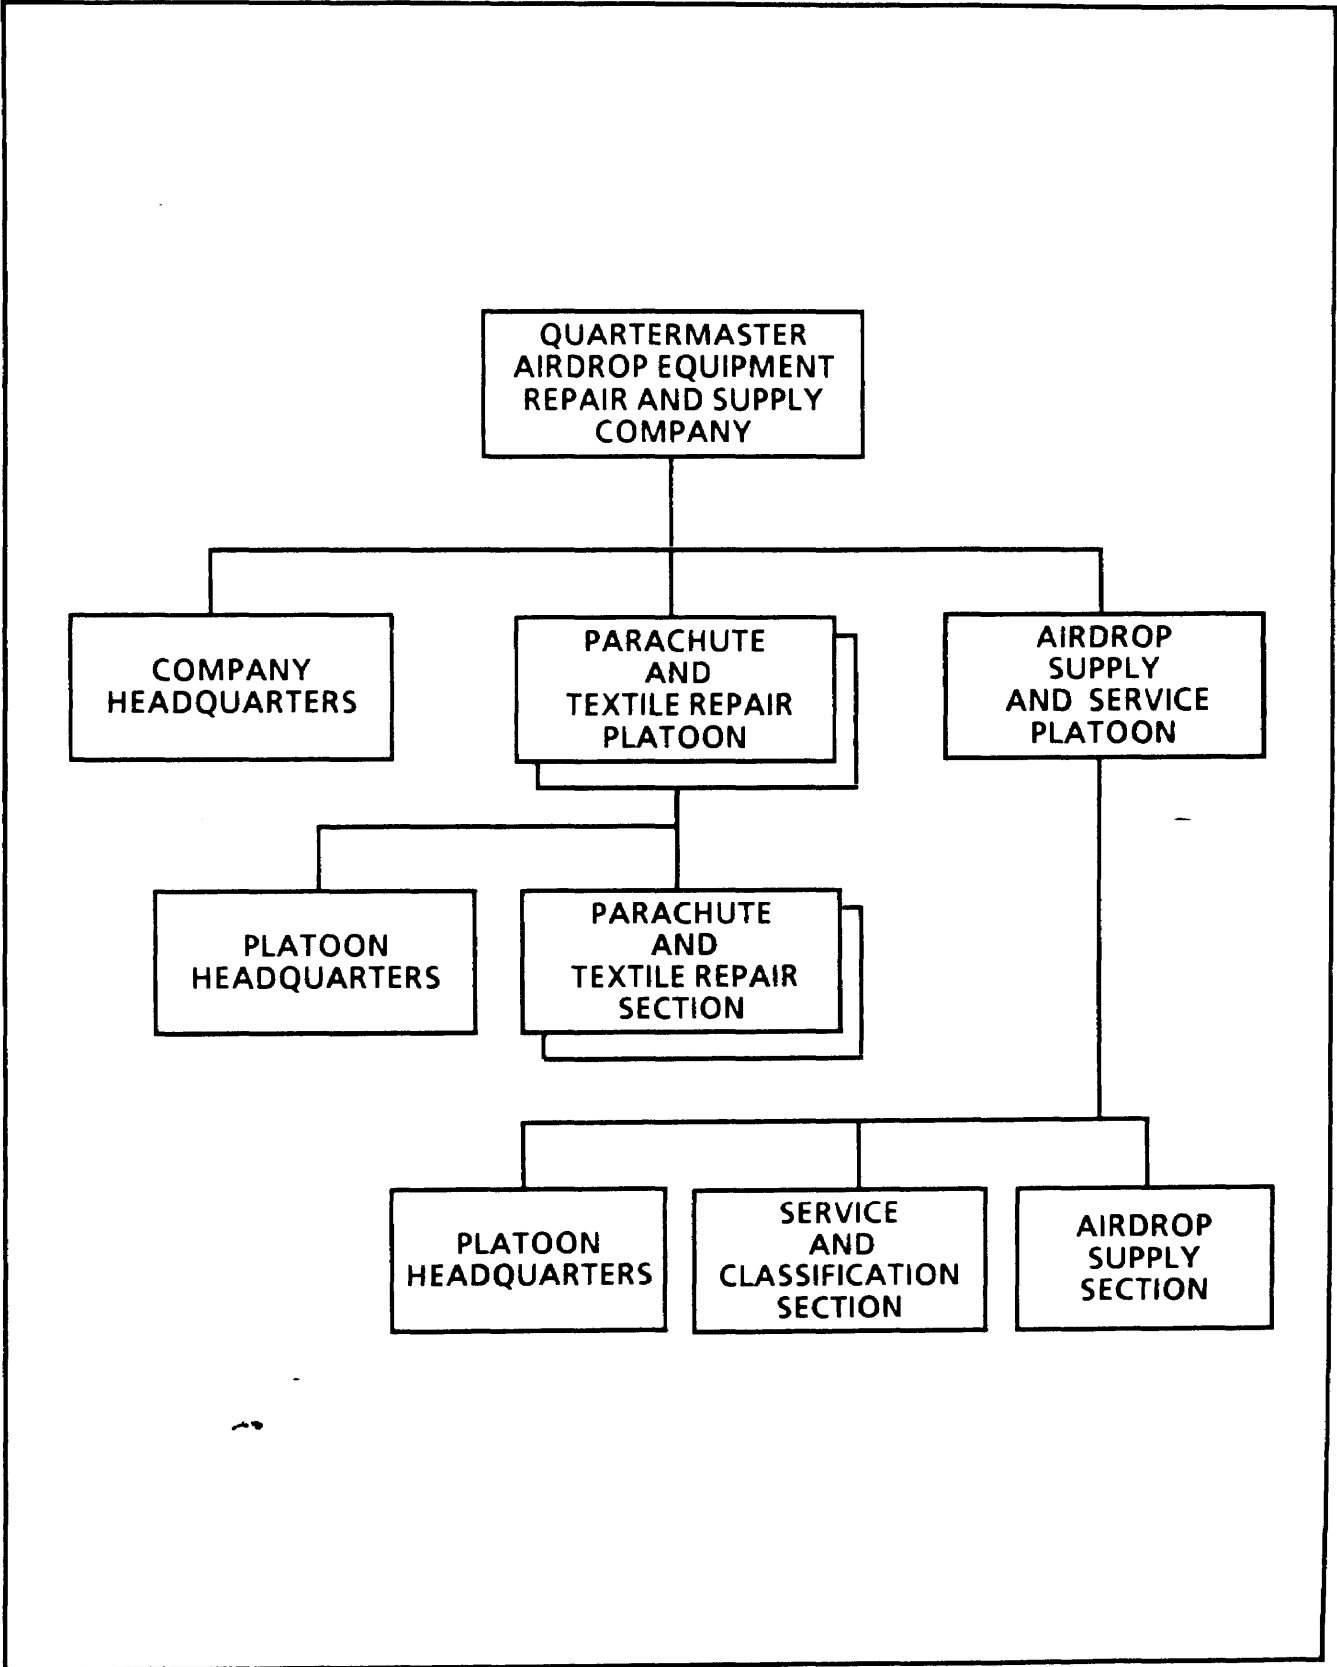 QUARTERMASTER
AIRDROP EQUIPMENT
REPAIR AND SUPPLY
COMPANY
COMPANY
HEADQUARTERS
PARACHUTE
AND
TEXTILE REPAIR
PLATOON
AIRDROP
SUPPLY
AND SERVICE
PLATOON
PLATOON
HEADQUARTERS
PARACHUTE
AND
TEXTILE REPAIR
SECTION
PLATOON
HEADQUARTERS
SERVICE
AND
CLASSIFICATION
SECTION
AIRDROP
SUPPLY
SECTION